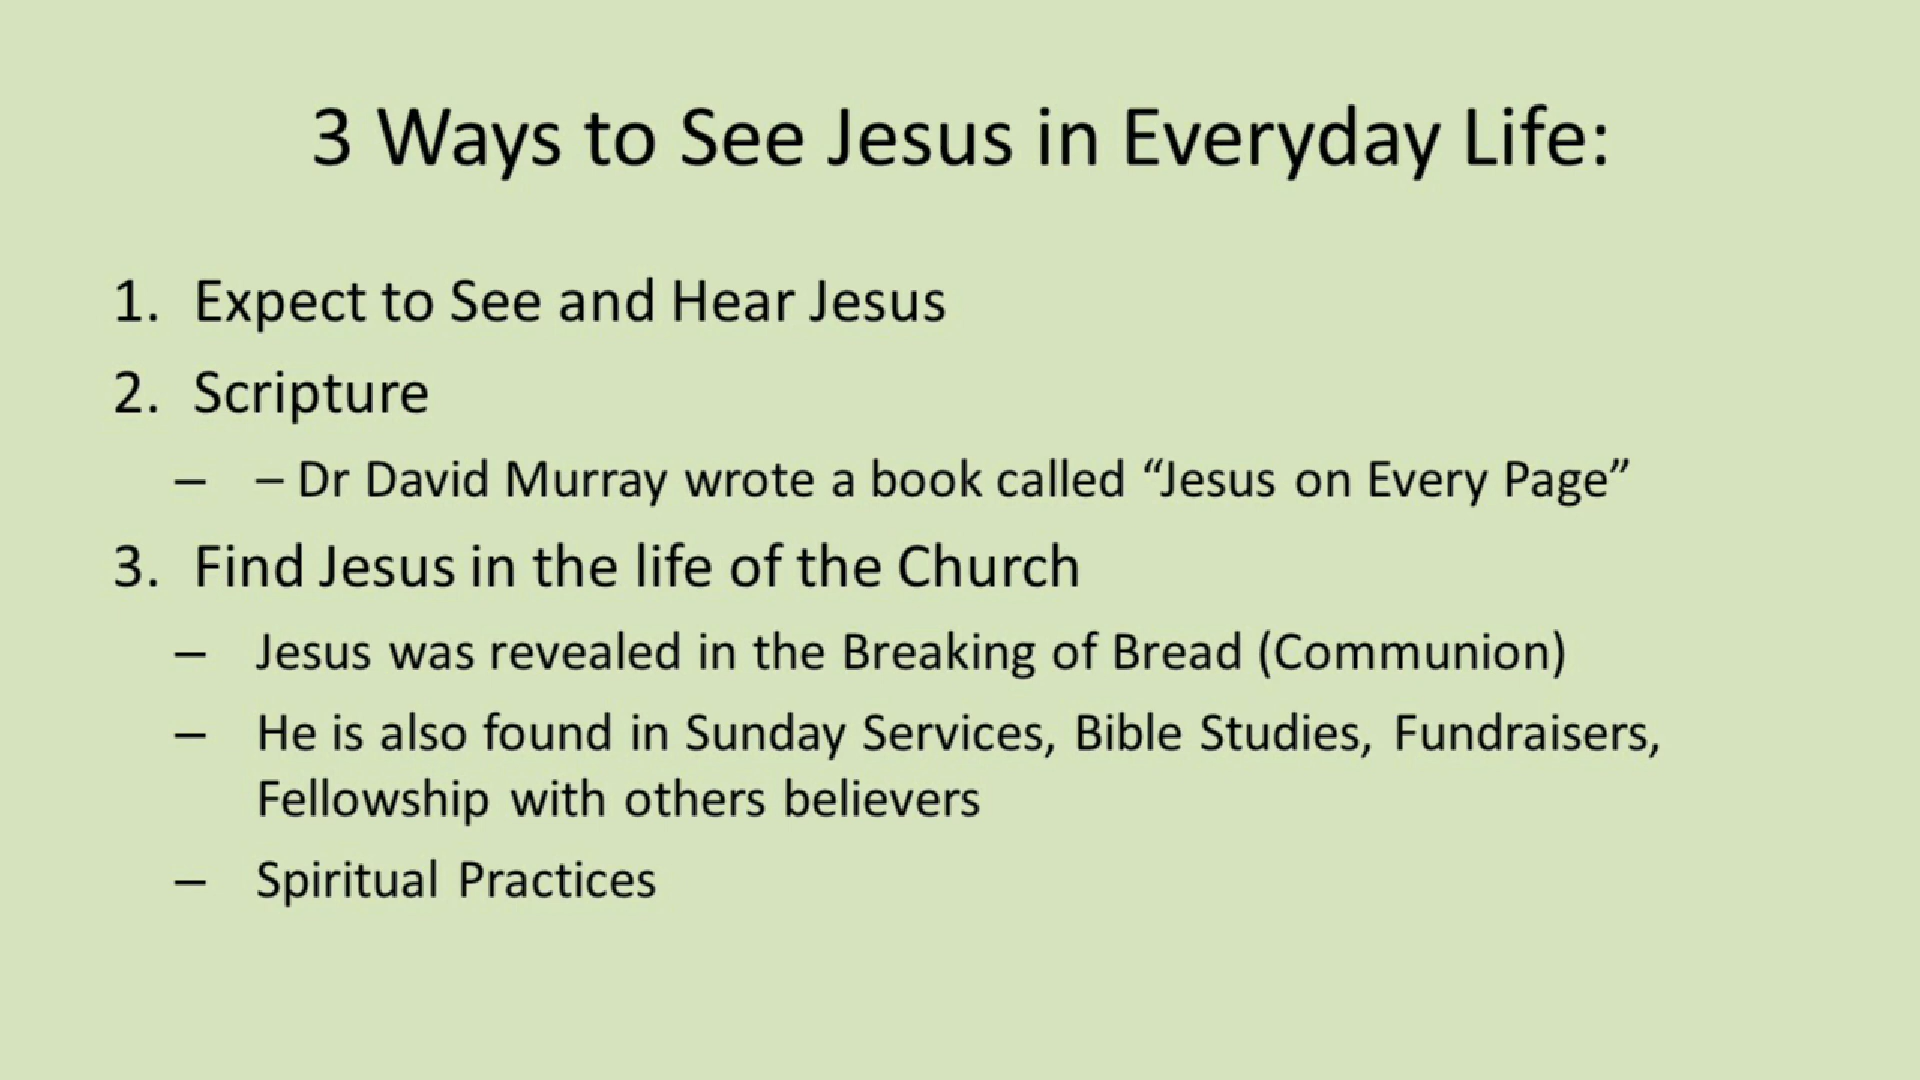 3 Ways to See Jesus in Everyday Life:
1. Expect to See and Hear Jesus
2. Scripture
– – Dr David Murray wrote a book called “Jesus on Every Page”
3. Find Jesus in the life of the Church
– Jesus was revealed in the Breaking of Bread (Communion)
– He is also found in Sunday Services, Bible Studies, Fundraisers,
Fellowship with others believers
– Spiritual Practices